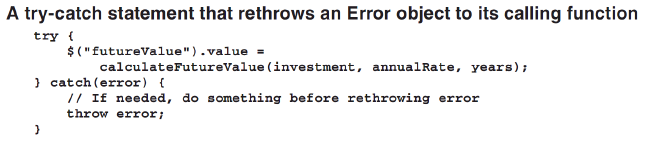 A try-catch statement that rethrows an Error object to its calling function
try {
$("futureValue").value =
calculateFutureValue(investment, annualRate, years);
} catch(error) {
// If needed, do something before rethrowing error
throw error;
}